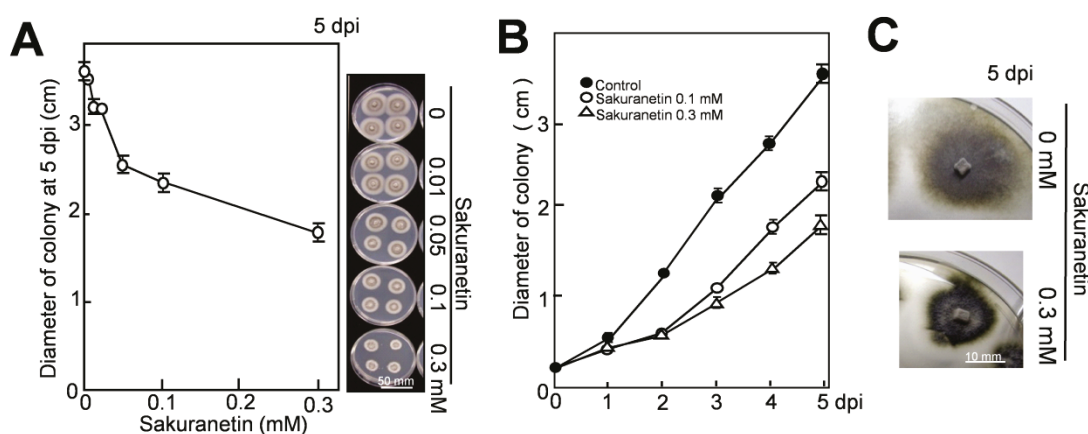 A
5 dpi
Diameter of colony at 5 dpi (cm)
3
2
1
0
0
0.1
0.2
0.3
Sakuranetin (mM)
0
0.01
0.05
0.1
0.3 mM
Sakuranetin
50 mm
B
Diameter of colony ( cm )
Control
Sakuranetin 0.1 mM
Sakuranetin 0.3 mM
3
2
1
0
0 1 2 3 4 5 dpi
C
5 dpi
0 mM
0.3 mM
Sakuranetin
10 mm